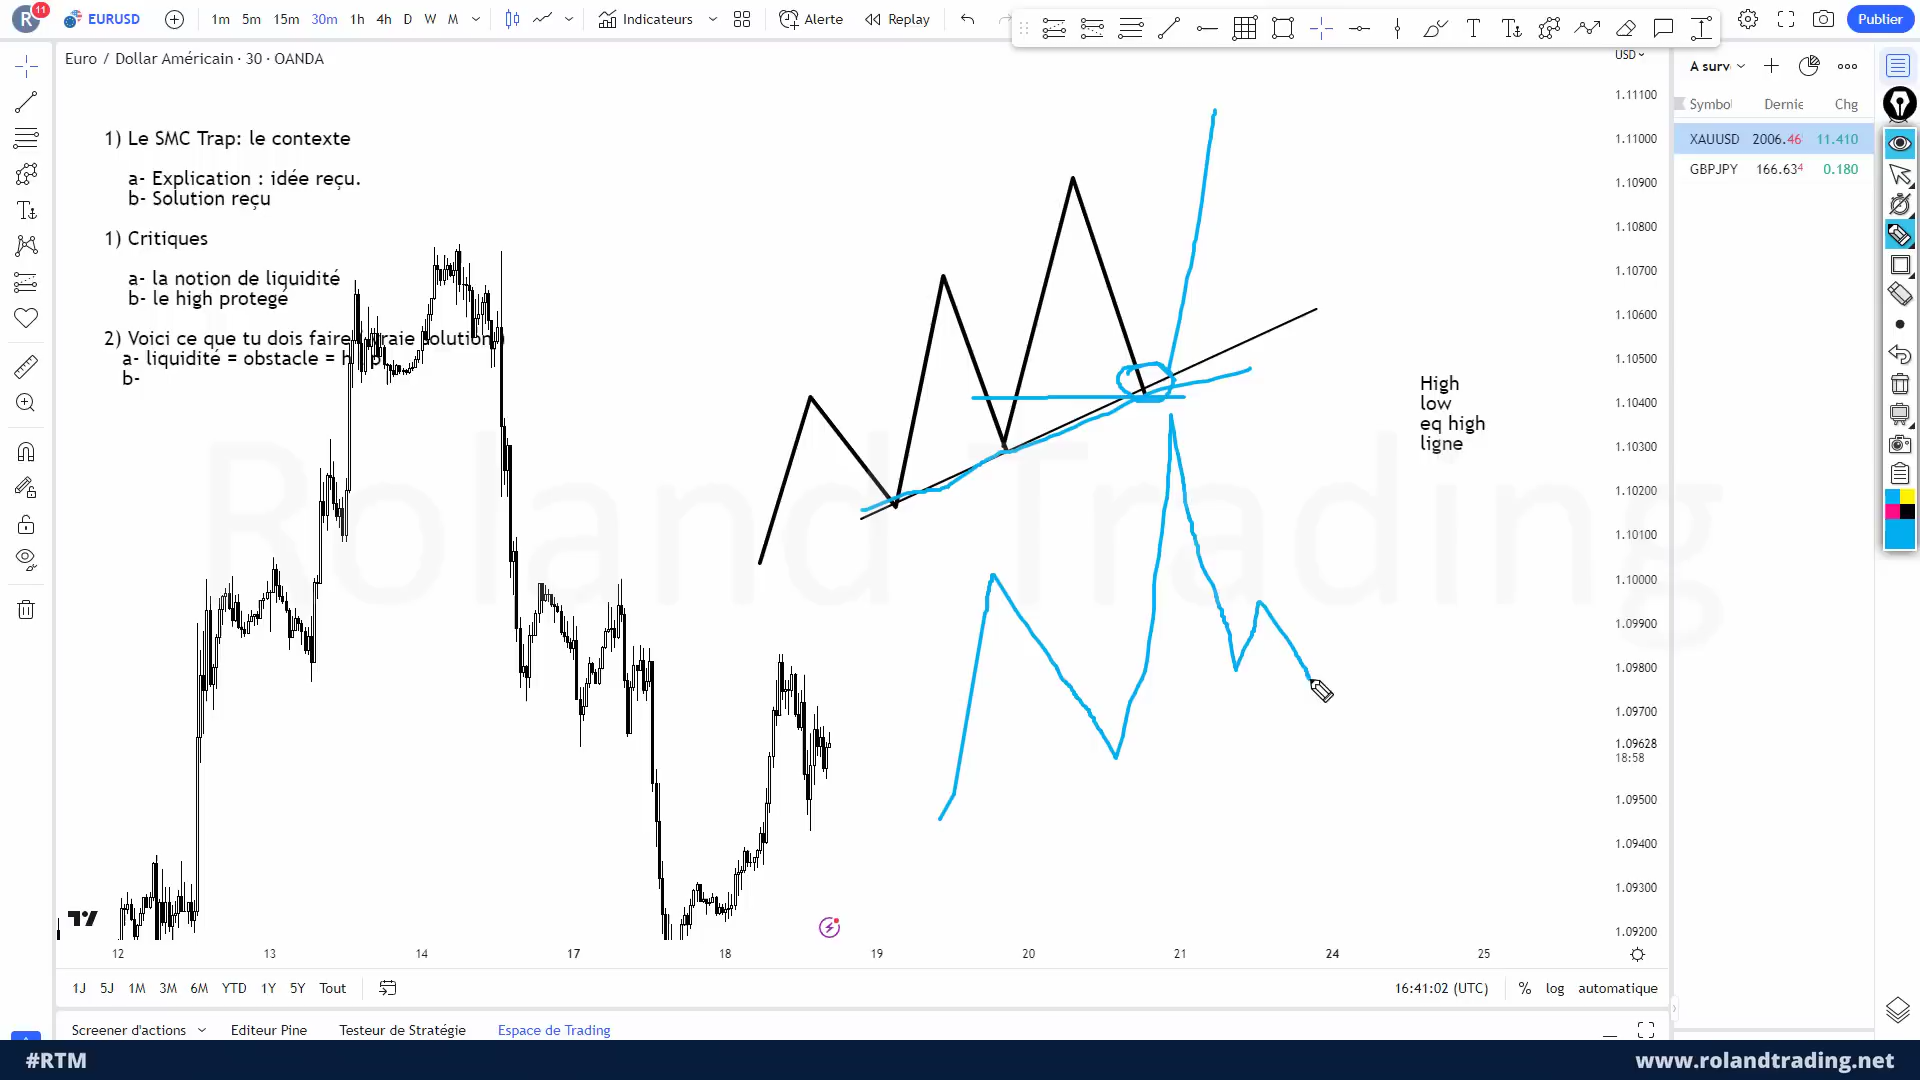 R 11 EURUSD 1m 5m 15m 30m 1h 4h D W M Indicateurs Alerte Replay Publier
Euro / Dollar Américain · 30 · OANDA
USD
A surv
Symbol Dernie Chg
XAUUSD 2006.46 11.410
GBPJPY 166.634 0.180
1) Le SMC Trap: le contexte
a- Explication : idée reçu.
b- Solution reçu
1) Critiques
a- la notion de liquidité
b- le high protegé
2) Voici ce que tu dois faire
a- liquidité = obstacle =
b-
High
low
eq high
ligne
Roland Trading
1.11100
1.11000
1.10900
1.10800
1.10700
1.10600
1.10500
1.10400
1.10300
1.10200
1.10100
1.10000
1.09900
1.09800
1.09700
1.09628
18:58
1.09500
1.09400
1.09300
1.09200
12 13 14 17 18 19 20 21 24 25
1J 5J 1M 3M 6M YTD 1Y 5Y Tout 16:41:02 (UTC) % log automatique
Screener d'actions Editeur Pine Testeur de Stratégie Espace de Trading
#RTM www.rolandtrading.net